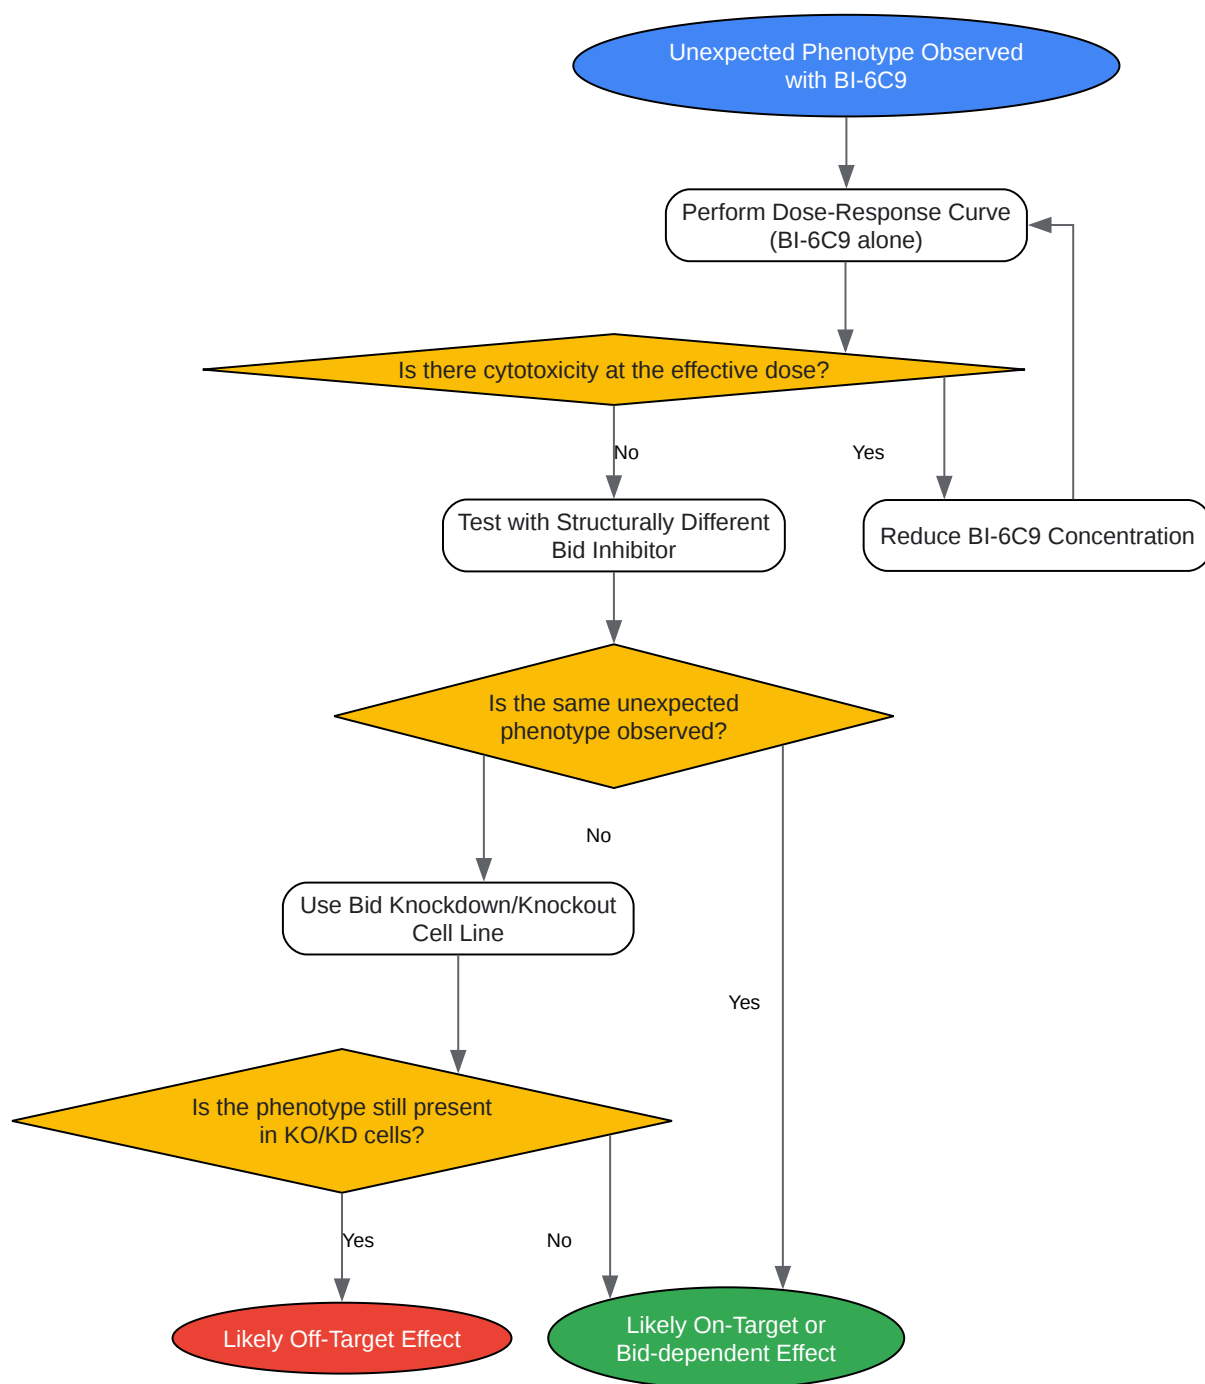 Unexpected Phenotype Observed
with BI-6C9
Perform Dose-Response Curve
(BI-6C9 alone)
Is there cytotoxicity at the effective dose?
No
Yes
Test with Structurally Different
Bid Inhibitor
Reduce BI-6C9 Concentration
Is the same unexpected
phenotype observed?
No
Use Bid Knockdown/Knockout
Cell Line
Yes
Is the phenotype still present
in KO/KD cells?
Yes
No
Likely Off-Target Effect
Likely On-Target or
Bid-dependent Effect